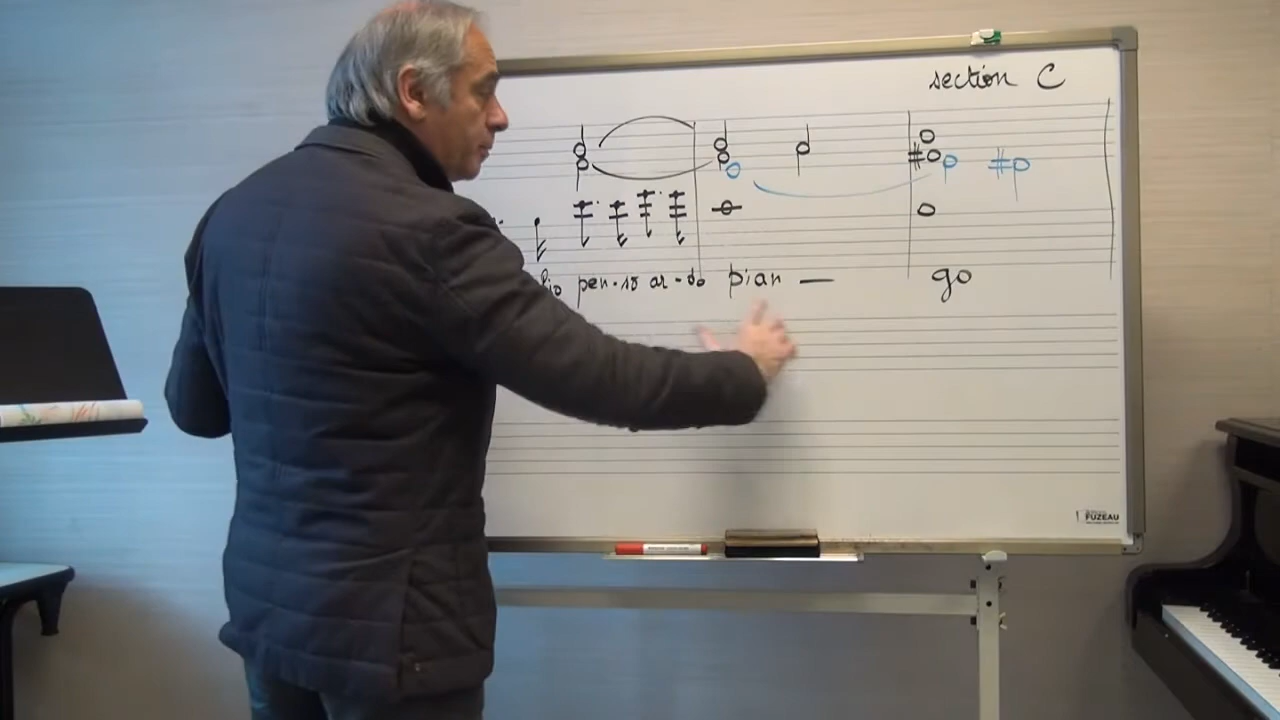 section C
pen-so ar-do pian — go
FUZEAU